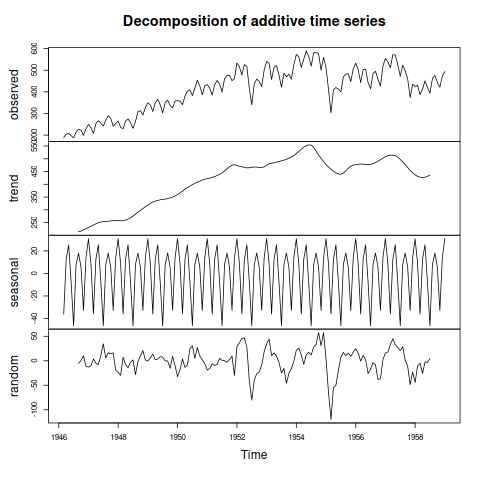 Decomposition of additive time series
observed
200 300 400 500 600
trend
250 350 450 550
seasonal
-40 -20 0 20
random
-100 -50 0 50
1946 1948 1950 1952 1954 1956 1958
Time